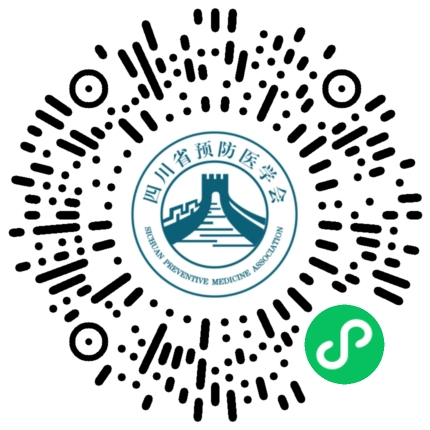 四川省预防医学会
SICHUAN PREVENTIVE MEDICINE ASSOCIATION